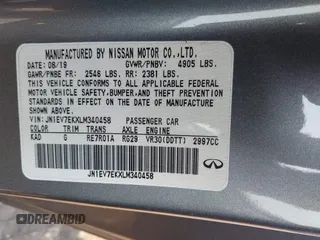 MANUFACTURED BY NISSAN MOTOR CO.,LTD.
DATE: 08/19 GVWR/PNBV: 4905 LBS.
GAWR/PNBE FR: 2546 LBS. RR: 2381 LBS.
THIS VEHICLE CONFORMS TO ALL APPLICABLE
FEDERAL MOTOR VEHICLE SAFETY,BUMPER,AND
THEFT PREVENTION STANDARDS IN EFFECT ON
THE DATE OF MANUFACTURE SHOWN ABOVE.
VIN:JN1EV7EKXLM340458 PASSENGER CAR
COLOR TRIM TRANS AXLE ENGINE
KAD G RE7R01A RG29 VR30(DDTT) 2997CC
JN1EV7EKXLM340458
INFINITI
DREAMBID